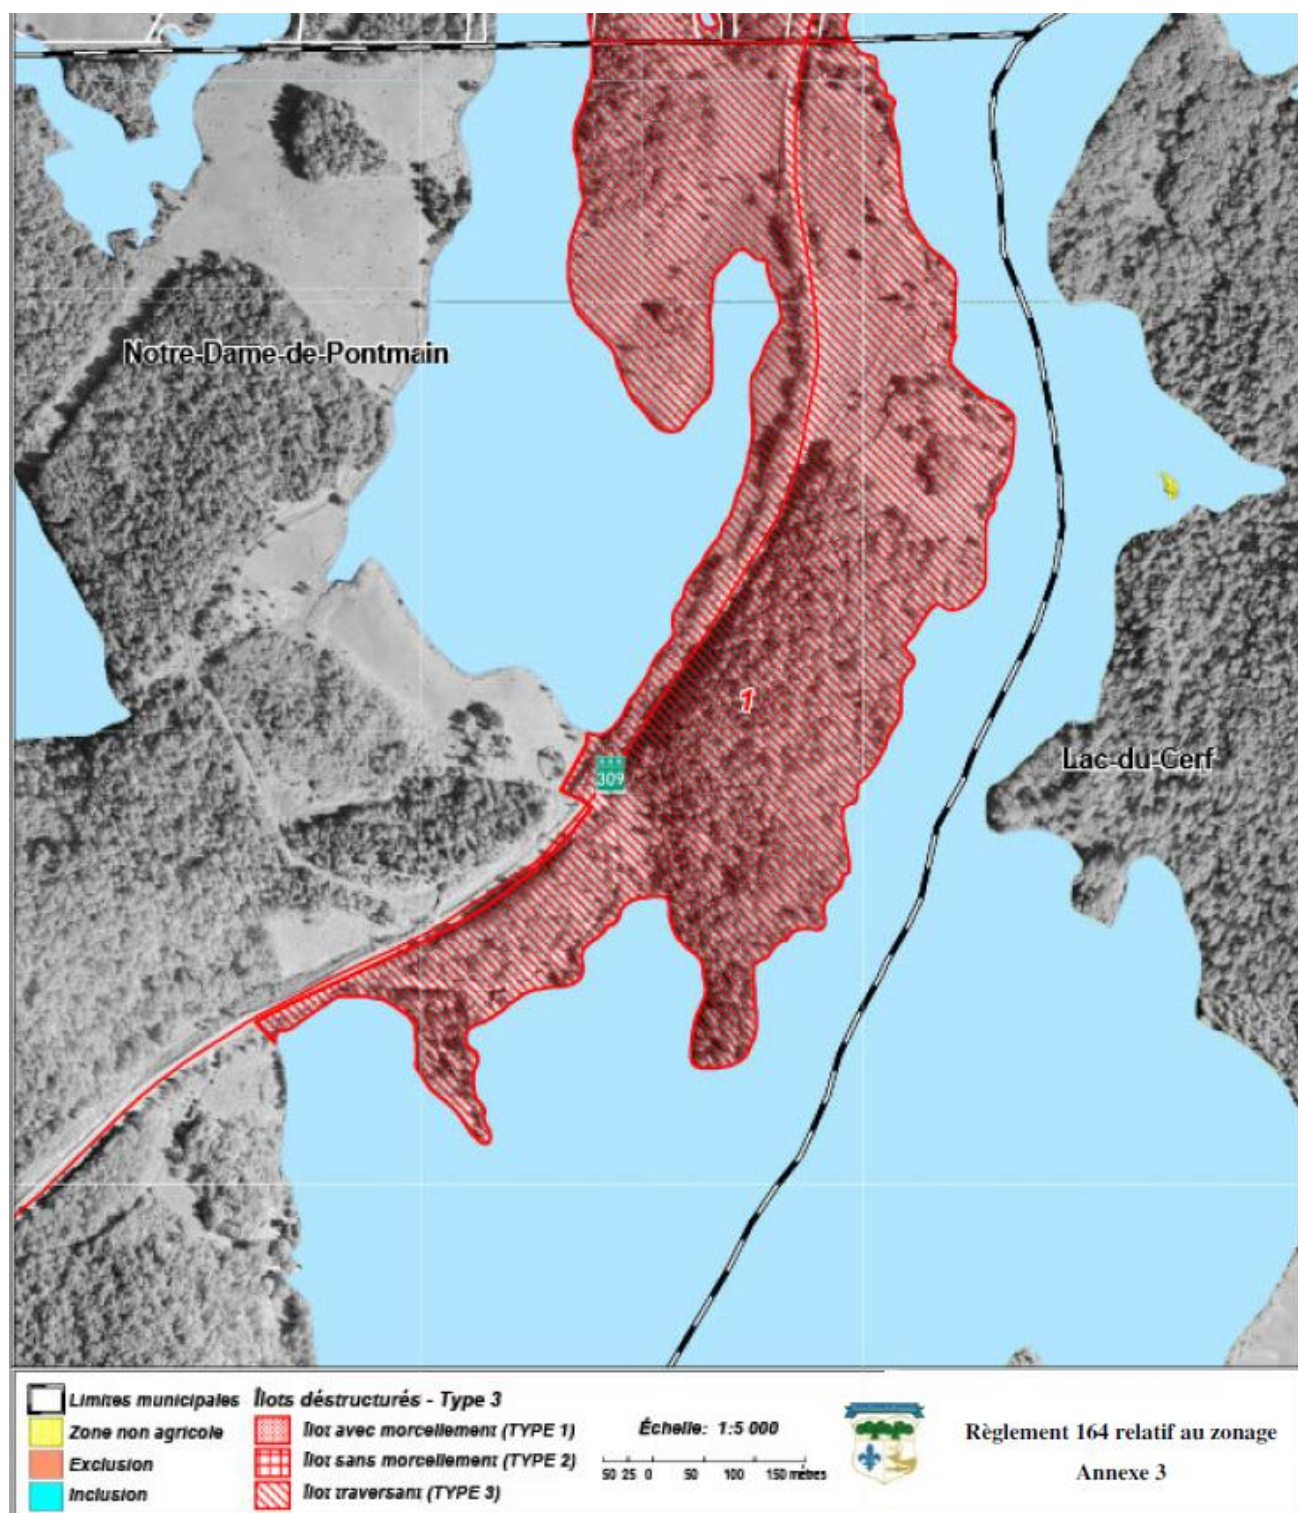 Notre-Dame-de-Pontmain
1
309
Lac-du-Cerf
Limites municipales
Zone non agricole
Exclusion
Inclusion
Îlots déstructurés - Type 3
Îlot avec morcellement (TYPE 1)
Îlot sans morcellement (TYPE 2)
Îlot traversant (TYPE 3)
Échelle: 1:5 000
50 25 0 50 100 150 mètres
Règlement 164 relatif au zonage
Annexe 3